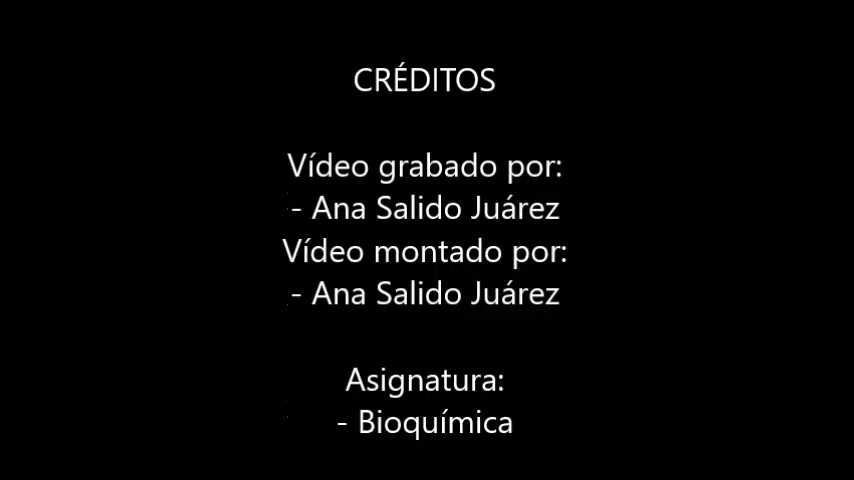 CRÉDITOS
Vídeo grabado por:
- Ana Salido Juárez
Vídeo montado por:
- Ana Salido Juárez
Asignatura:
- Bioquímica